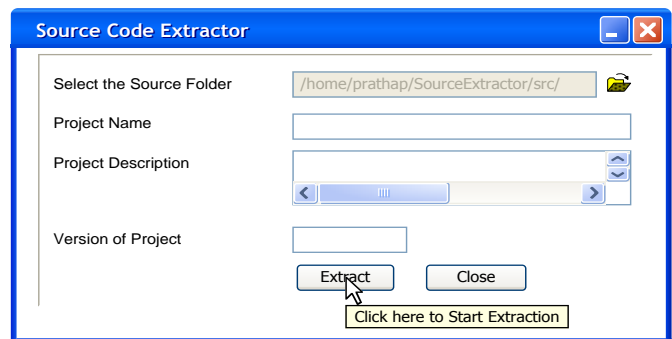 Source Code Extractor
Select the Source Folder /home/prathap/SourceExtractor/src/
Project Name
Project Description
Version of Project
Extract Close
Click here to Start Extraction